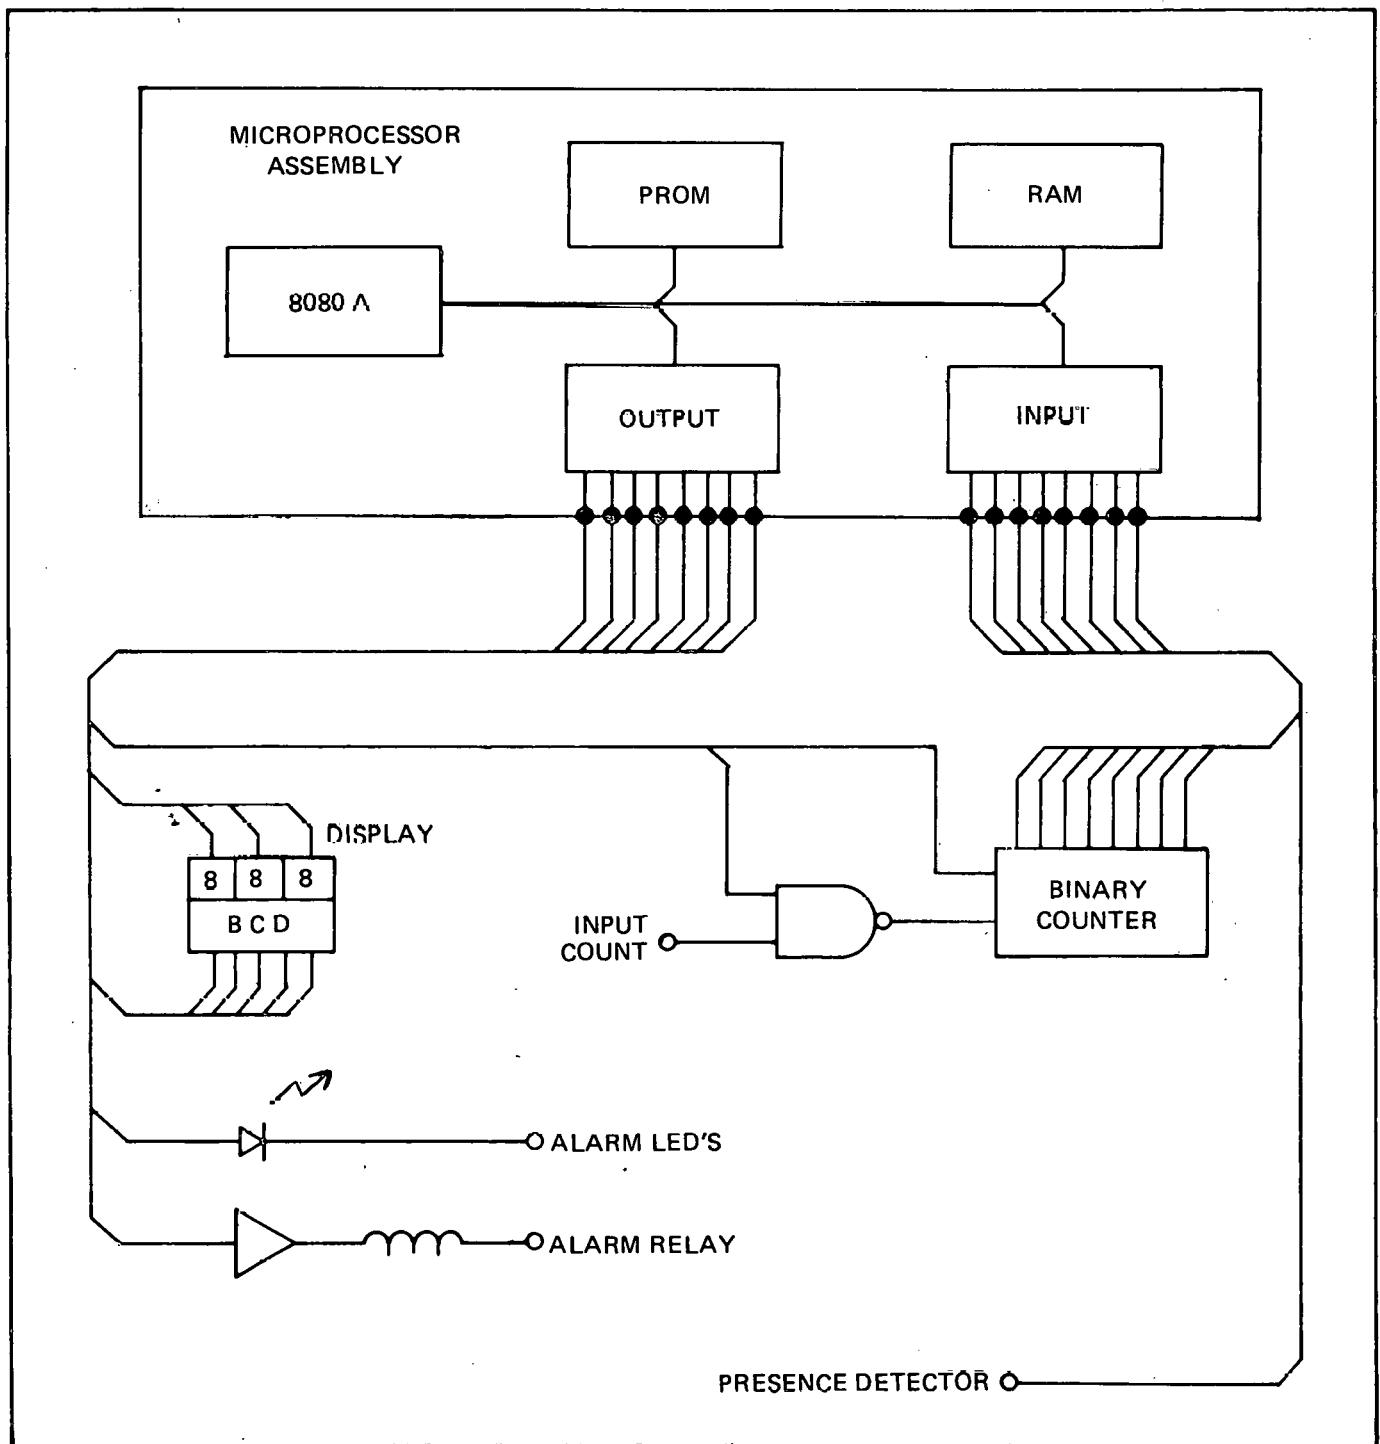 MICROPROCESSOR
ASSEMBLY
PROM
RAM
8080 A
OUTPUT
INPUT
DISPLAY
8 8 8
BCD
INPUT
COUNT
BINARY
COUNTER
ALARM LED'S
ALARM RELAY
PRESENCE DETECTOR